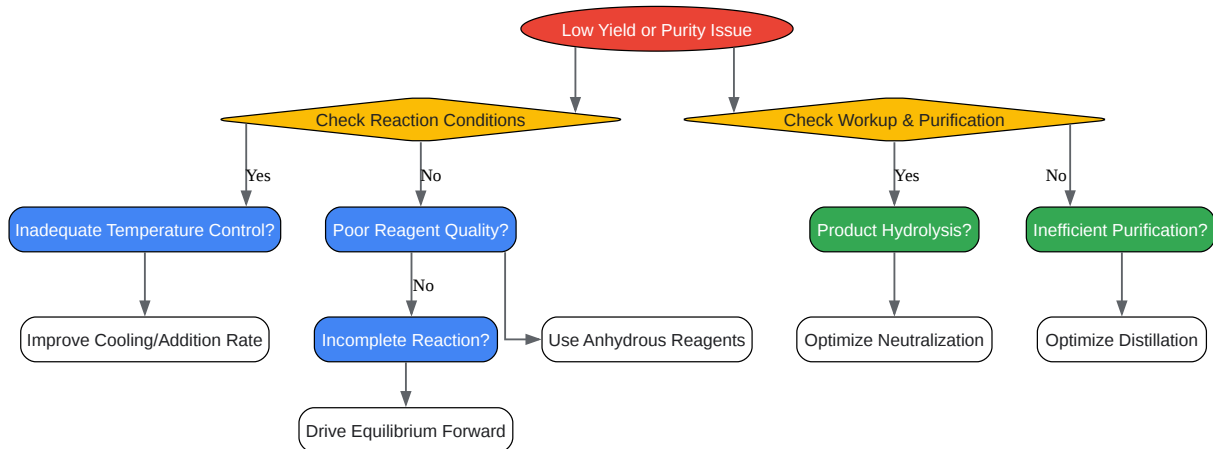 Low Yield or Purity Issue
Check Reaction Conditions
Check Workup & Purification
Yes
No
Yes
No
Inadequate Temperature Control?
Poor Reagent Quality?
Product Hydrolysis?
Inefficient Purification?
No
Improve Cooling/Addition Rate
Incomplete Reaction?
Use Anhydrous Reagents
Optimize Neutralization
Optimize Distillation
Drive Equilibrium Forward